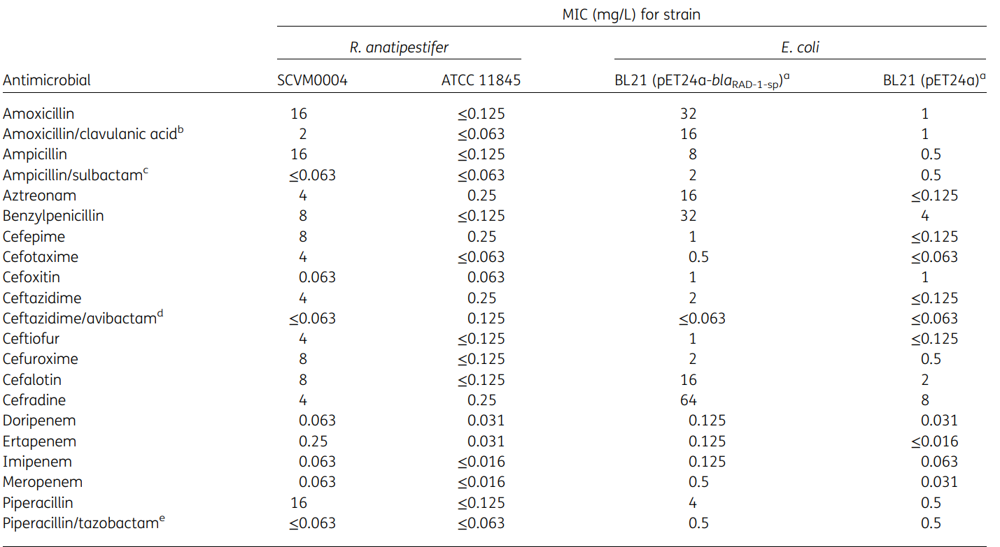 MIC (mg/L) for strain
R. anatipestifer E. coli
Antimicrobial SCVM0004 ATCC 11845 BL21 (pET24a-blaRAD-1-sp)a BL21 (pET24a)a
Amoxicillin 16 ≤0.125 32 1
Amoxicillin/clavulanic acidb 2 ≤0.063 16 1
Ampicillin 16 ≤0.125 8 0.5
Ampicillin/sulbactamc ≤0.063 ≤0.063 2 0.5
Aztreonam 4 0.25 16 ≤0.125
Benzylpenicillin 8 ≤0.125 32 4
Cefepime 8 0.25 1 ≤0.125
Cefotaxime 4 ≤0.063 0.5 ≤0.063
Cefoxitin 0.063 0.063 1 1
Ceftazidime 4 0.25 2 ≤0.125
Ceftazidime/avibactamd ≤0.063 0.125 ≤0.063 ≤0.063
Ceftiofur 4 ≤0.125 1 ≤0.125
Cefuroxime 8 ≤0.125 2 0.5
Cefalotin 8 ≤0.125 16 2
Cefradine 4 0.25 64 8
Doripenem 0.063 0.031 0.125 0.031
Ertapenem 0.25 0.031 0.125 ≤0.016
Imipenem 0.063 ≤0.016 0.125 0.063
Meropenem 0.063 ≤0.016 0.5 0.031
Piperacillin 16 ≤0.125 4 0.5
Piperacillin/tazobactame ≤0.063 ≤0.063 0.5 0.5